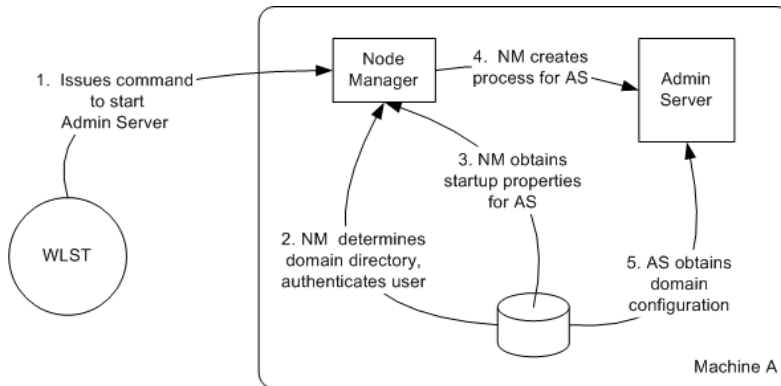 1. Issues command
to start
Admin Server
WLST
Node
Manager
4. NM creates
process for AS
Admin
Server
3. NM obtains
startup properties
for AS
2. NM determines
domain directory,
authenticates user
5. AS obtains
domain
configuration
Machine A